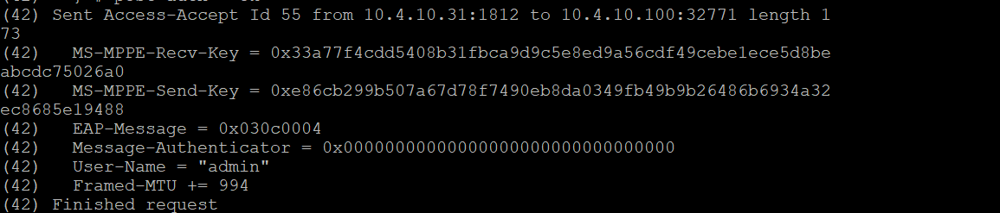 (42) Sent Access-Accept Id 55 from 10.4.10.31:1812 to 10.4.10.100:32771 length 1
73
(42)   MS-MPPE-Recv-Key = 0x33a77f4cdd5408b31fbca9d9c5e8ed9a56cdf49cebe1ece5d8be
abcdc75026a0
(42)   MS-MPPE-Send-Key = 0xe86cb299b507a67d78f7490eb8da0349fb49b9b26486b6934a32
ec8685e19488
(42)   EAP-Message = 0x030c0004
(42)   Message-Authenticator = 0x00000000000000000000000000000000
(42)   User-Name = "admin"
(42)   Framed-MTU += 994
(42) Finished request